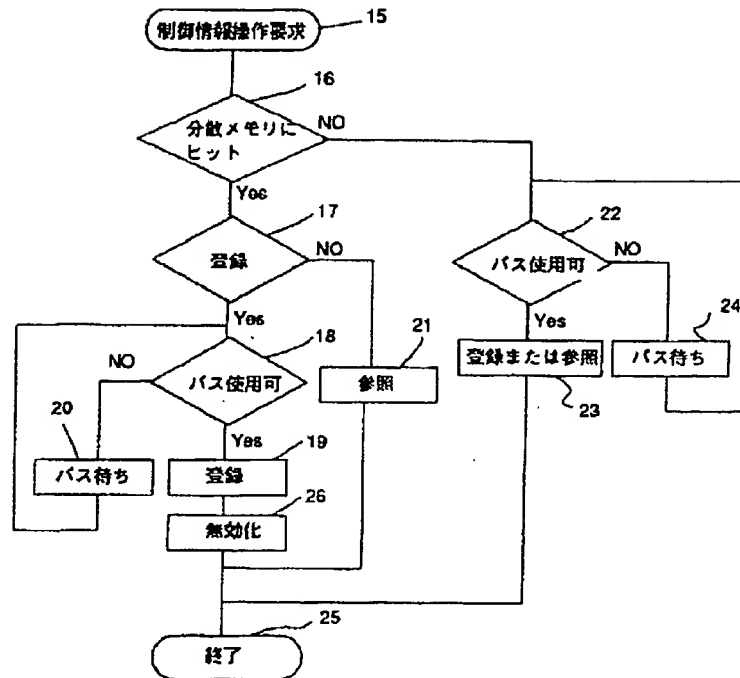 制御情報操作要求
15
16
分散メモリに
ヒット
NO
Yes
17
登録
NO
Yes
22
バス使用可
NO
Yes
24
18
バス使用可
NO
Yes
21
参照
登録または参照
23
バス待ち
20
バス待ち
19
登録
26
無効化
25
終了